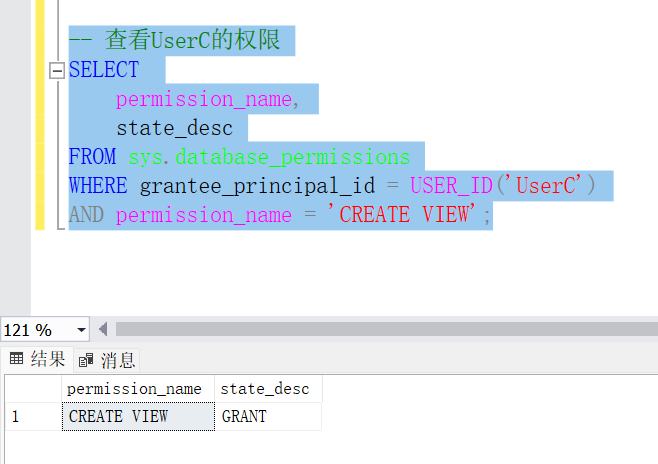 -- 查看UserC的权限
SELECT
permission_name,
state_desc
FROM sys.database_permissions
WHERE grantee_principal_id = USER_ID('UserC')
AND permission_name = 'CREATE VIEW';
121 %
结果 消息
permission_name state_desc
1 CREATE VIEW GRANT